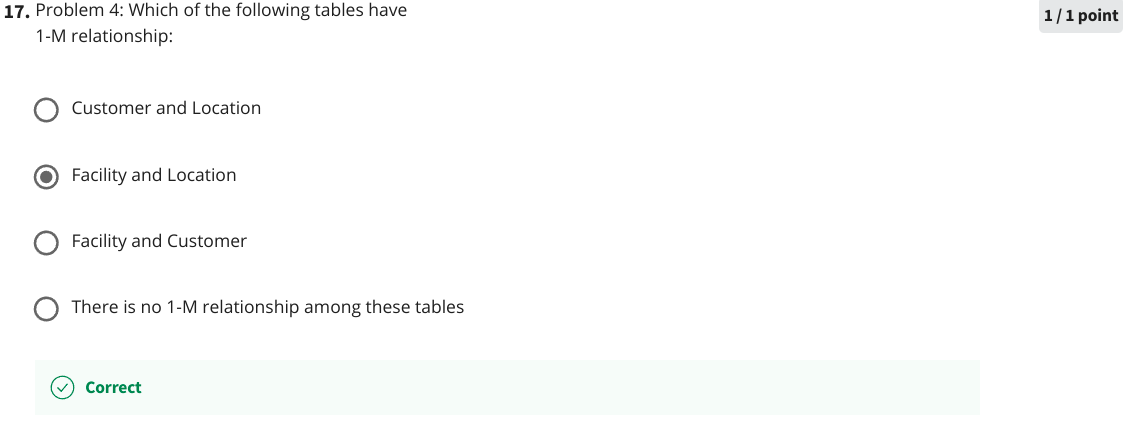 17. Problem 4: Which of the following tables have
1-M relationship:
1 / 1 point
Customer and Location
Facility and Location
Facility and Customer
There is no 1-M relationship among these tables
Correct